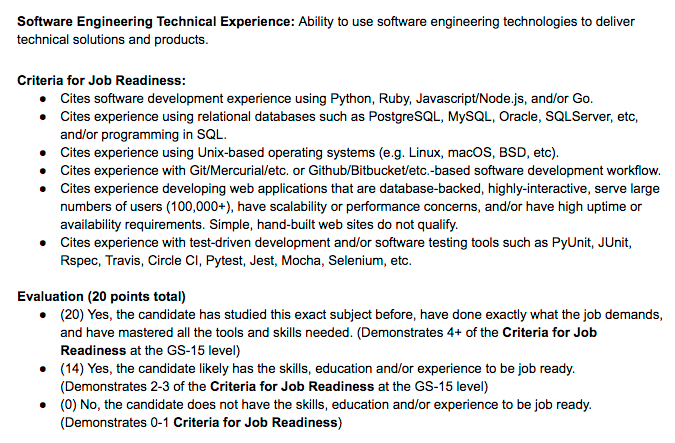 Software Engineering Technical Experience: Ability to use software engineering technologies to deliver
technical solutions and products.
Criteria for Job Readiness:
● Cites software development experience using Python, Ruby, Javascript/Node.js, and/or Go.
● Cites experience using relational databases such as PostgreSQL, MySQL, Oracle, SQLServer, etc,
and/or programming in SQL.
● Cites experience using Unix-based operating systems (e.g. Linux, macOS, BSD, etc).
● Cites experience with Git/Mercurial/etc. or Github/Bitbucket/etc.-based software development workflow.
● Cites experience developing web applications that are database-backed, highly-interactive, serve large
numbers of users (100,000+), have scalability or performance concerns, and/or have high uptime or
availability requirements. Simple, hand-built web sites do not qualify.
● Cites experience with test-driven development and/or software testing tools such as PyUnit, JUnit,
Rspec, Travis, Circle CI, Pytest, Jest, Mocha, Selenium, etc.
Evaluation (20 points total)
● (20) Yes, the candidate has studied this exact subject before, have done exactly what the job demands,
and have mastered all the tools and skills needed. (Demonstrates 4+ of the Criteria for Job
Readiness at the GS-15 level)
● (14) Yes, the candidate likely has the skills, education and/or experience to be job ready.
(Demonstrates 2-3 of the Criteria for Job Readiness at the GS-15 level)
● (0) No, the candidate does not have the skills, education and/or experience to be job ready.
(Demonstrates 0-1 Criteria for Job Readiness)